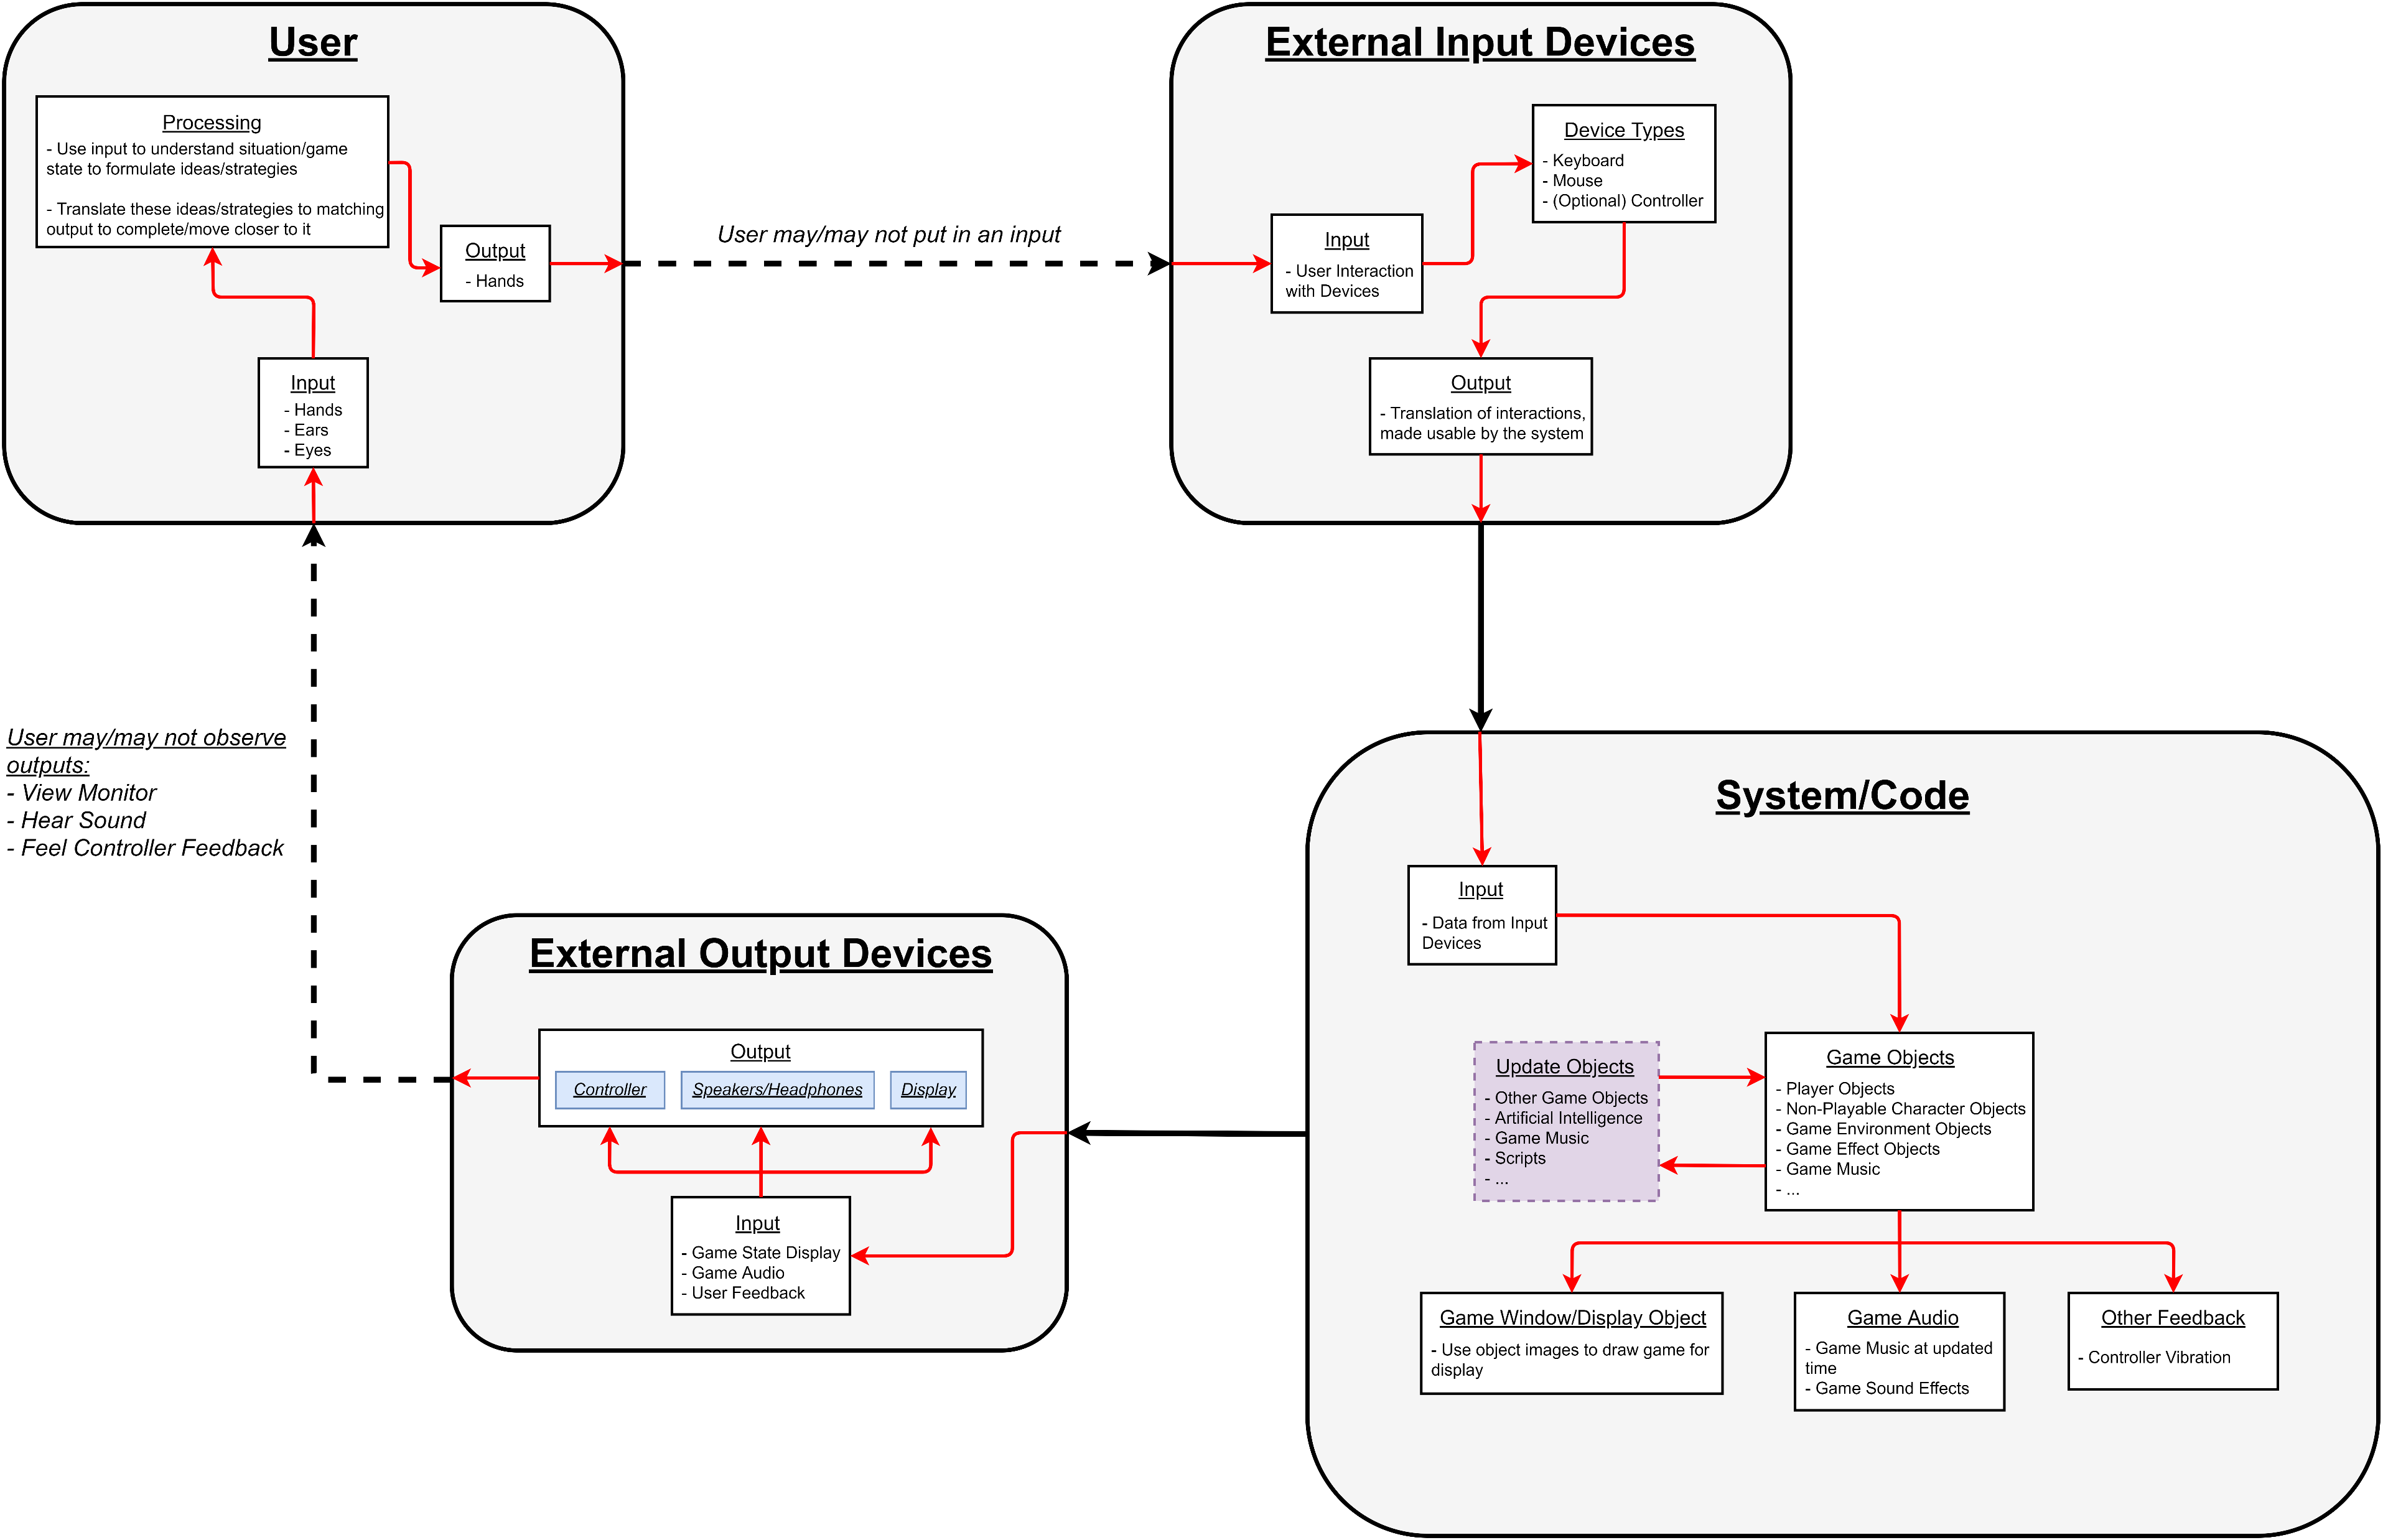 User
Processing
- Use input to understand situation/game
state to formulate ideas/strategies
- Translate these ideas/strategies to matching
output to complete/move closer to it
Output
- Hands
Input
- Hands
- Ears
- Eyes
User may/may not put in an input
External Input Devices
Device Types
- Keyboard
- Mouse
- (Optional) Controller
Input
- User Interaction
with Devices
Output
- Translation of interactions,
made usable by the system
System/Code
Input
- Data from Input
Devices
Update Objects
- Other Game Objects
- Artificial Intelligence
- Game Music
- Scripts
- ...
Game Objects
- Player Objects
- Non-Playable Character Objects
- Game Environment Objects
- Game Effect Objects
- Game Music
- ...
Game Window/Display Object
- Use object images to draw game for
display
Game Audio
- Game Music at updated
time
- Game Sound Effects
Other Feedback
- Controller Vibration
External Output Devices
Output
Controller
Speakers/Headphones
Display
Input
- Game State Display
- Game Audio
- User Feedback
User may/may not observe
outputs:
- View Monitor
- Hear Sound
- Feel Controller Feedback